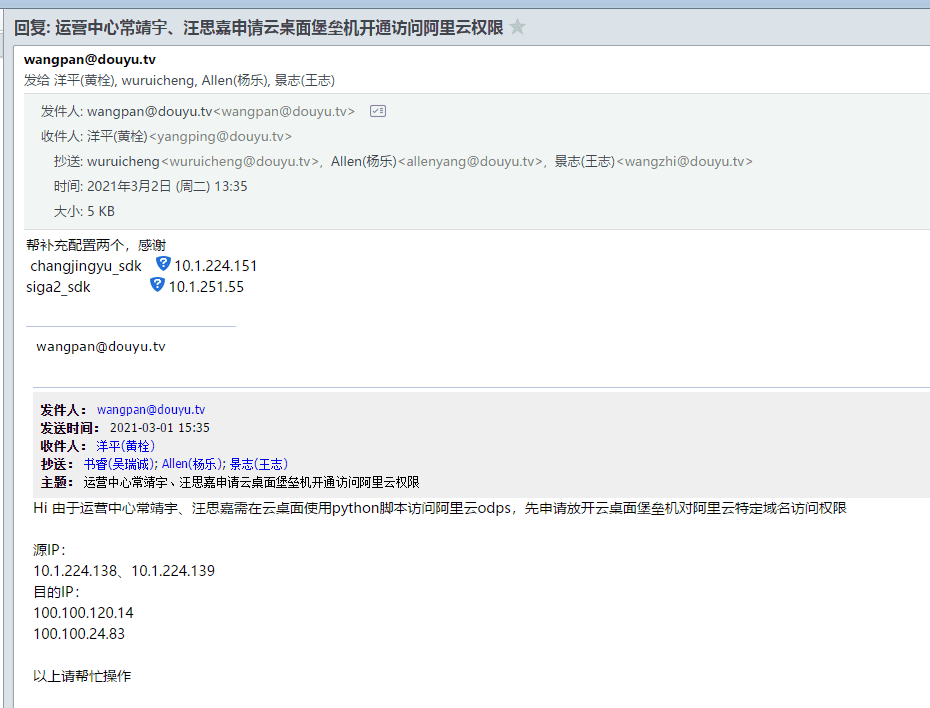 回复: 运营中心常靖宇、汪思嘉申请云桌面堡垒机开通访问阿里云权限
wangpan@douyu.tv
发给 洋平(黄栓), wuruicheng, Allen(杨乐), 景志(王志)
发件人: wangpan@douyu.tv<wangpan@douyu.tv>
收件人: 洋平(黄栓)<yangping@douyu.tv>
抄送: wuruicheng<wuruicheng@douyu.tv>, Allen(杨乐)<allenyang@douyu.tv>, 景志(王志)<wangzhi@douyu.tv>
时间: 2021年3月2日 (周二) 13:35
大小: 5 KB
帮补充配置两个，感谢
changjingyu_sdk 10.1.224.151
siga2_sdk 10.1.251.55
wangpan@douyu.tv
发件人： wangpan@douyu.tv
发送时间： 2021-03-01 15:35
收件人： 洋平(黄栓)
抄送： 书睿(吴瑞诚); Allen(杨乐); 景志(王志)
主题： 运营中心常靖宇、汪思嘉申请云桌面堡垒机开通访问阿里云权限
Hi 由于运营中心常靖宇、汪思嘉需在云桌面使用python脚本访问阿里云odps，先申请放开云桌面堡垒机对阿里云特定域名访问权限
源IP：
10.1.224.138、10.1.224.139
目的IP：
100.100.120.14
100.100.24.83
以上请帮忙操作